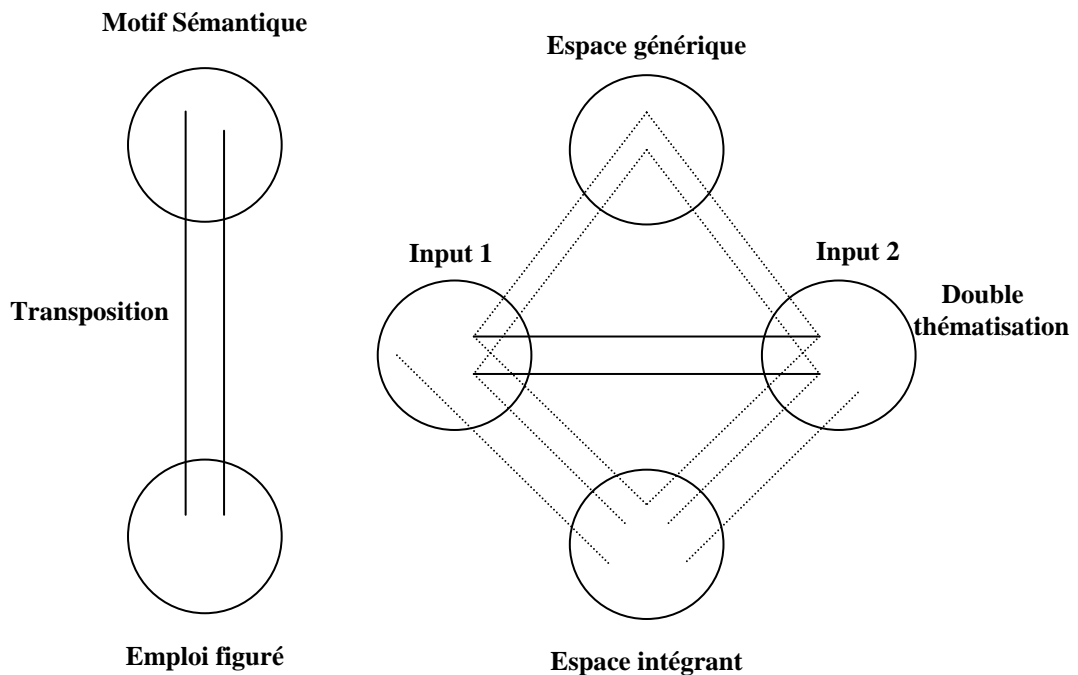 Motif Sémantique
Espace générique
Input 1
Input 2
Transposition
Double
thématisation
Emploi figuré
Espace intégrant